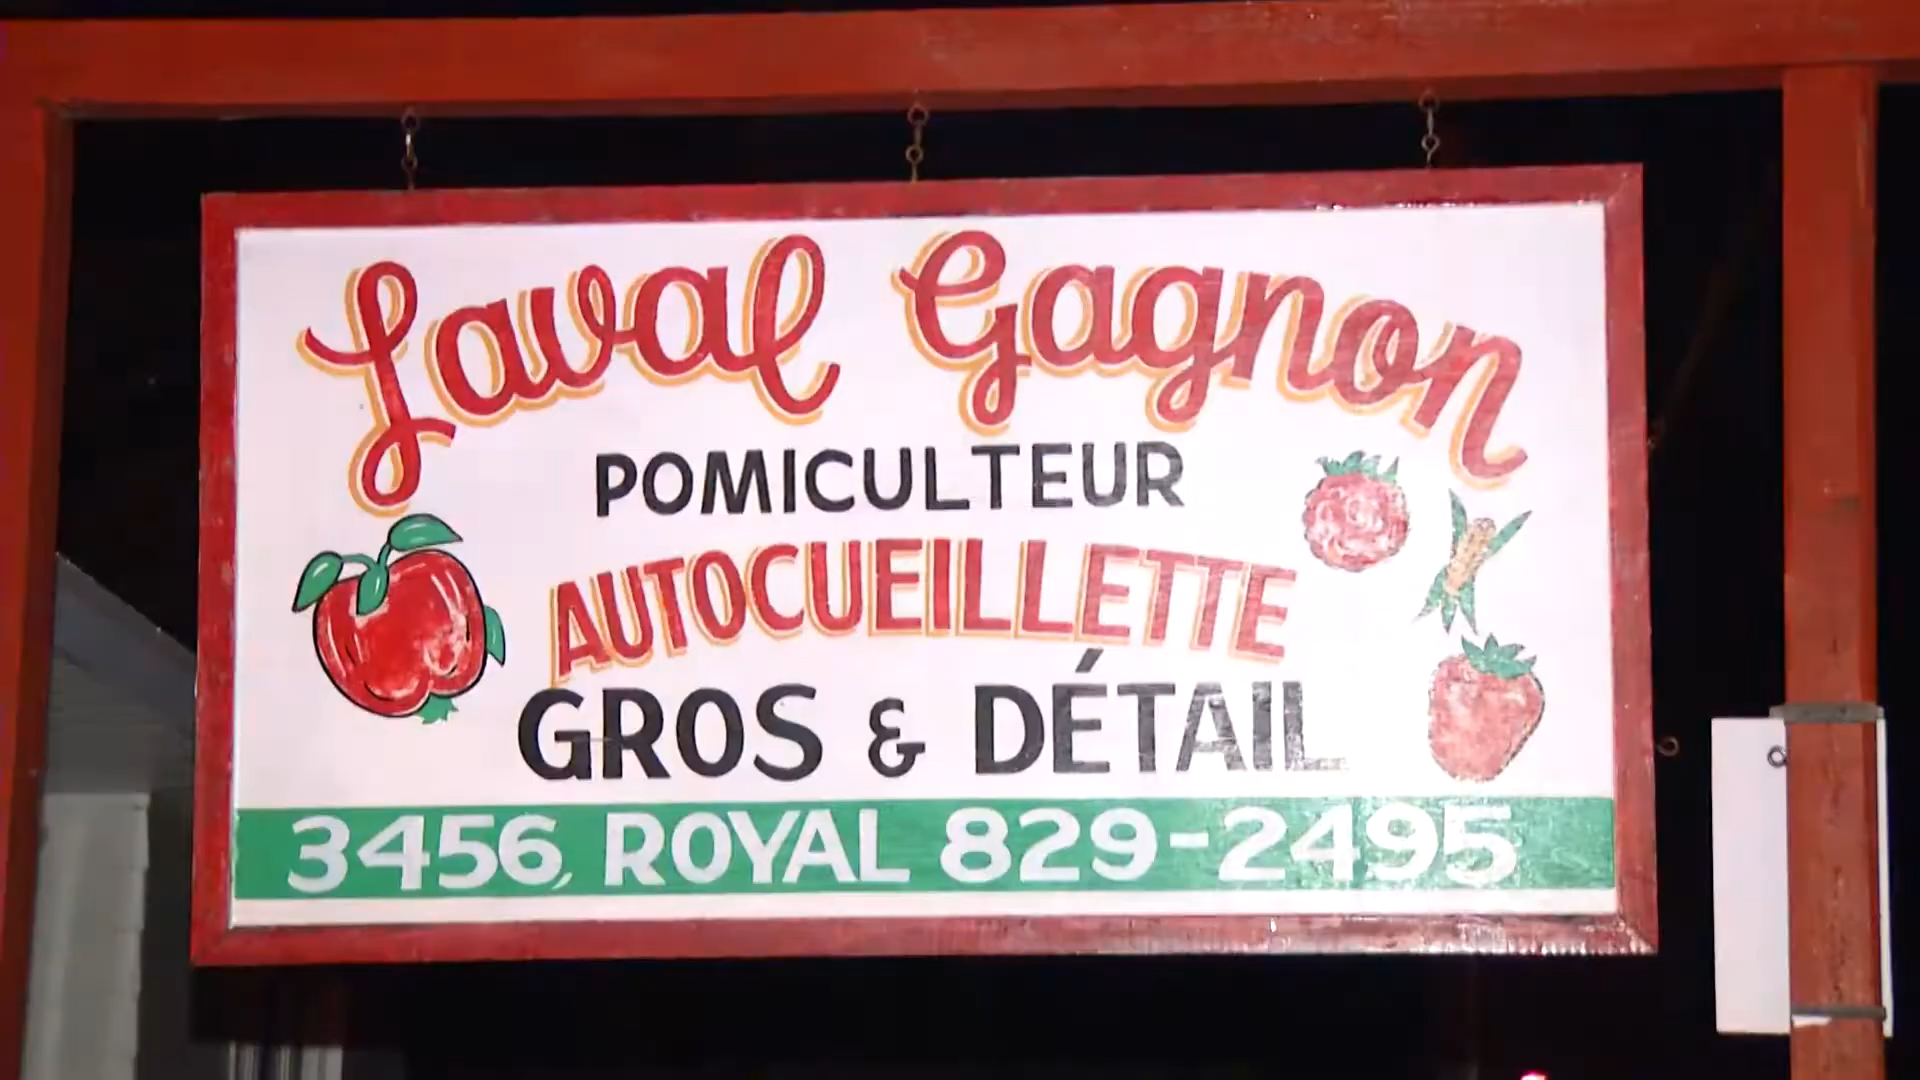 Laval Gagnon
POMICULTEUR
AUTOCUEILLETTE
GROS & DÉTAIL
3456, ROYAL 829-2495